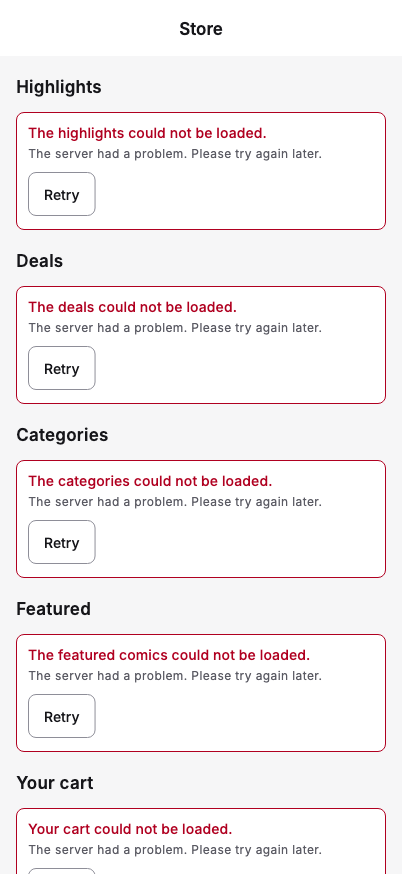 Store
Highlights
The highlights could not be loaded.
The server had a problem. Please try again later.
Retry
Deals
The deals could not be loaded.
The server had a problem. Please try again later.
Retry
Categories
The categories could not be loaded.
The server had a problem. Please try again later.
Retry
Featured
The featured comics could not be loaded.
The server had a problem. Please try again later.
Retry
Your cart
Your cart could not be loaded.
The server had a problem. Please try again later.